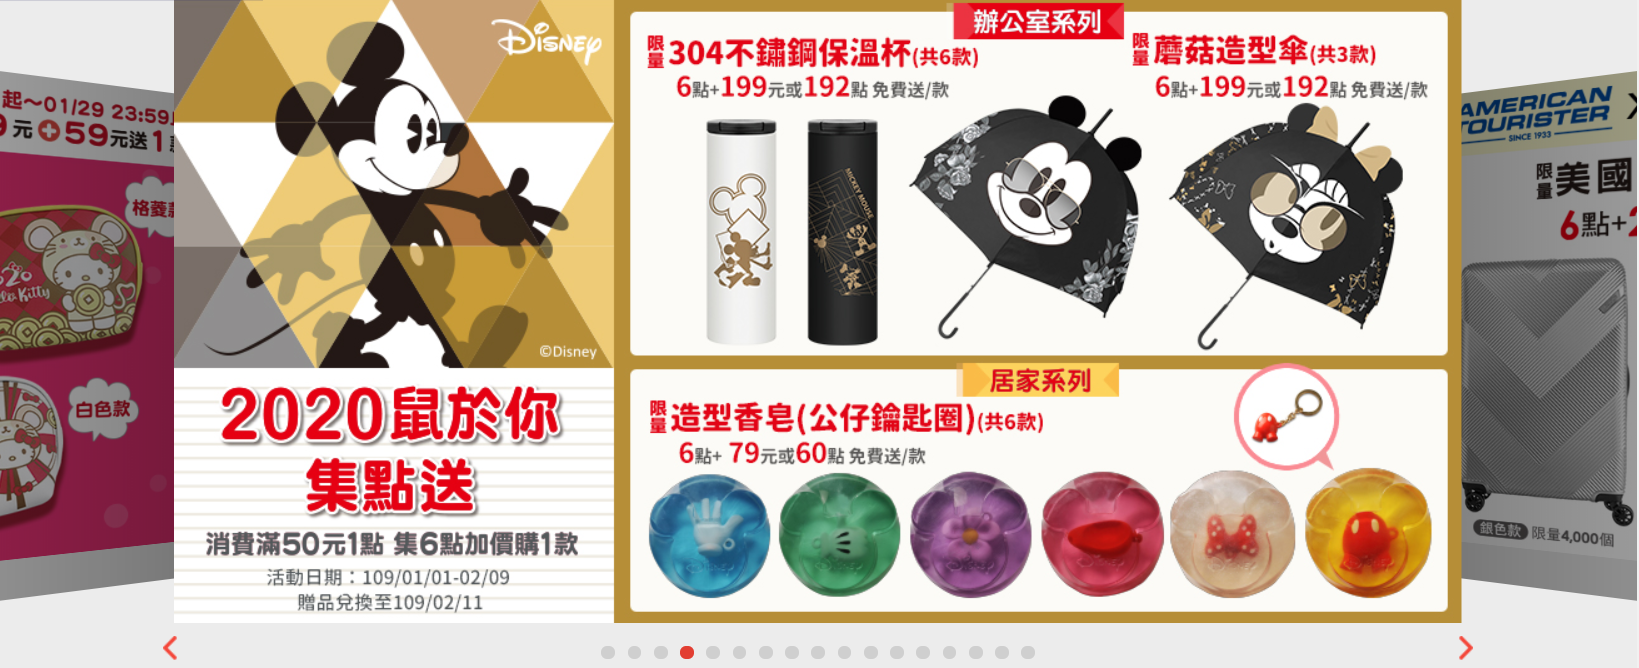 起～01/29 23:59
元+59元送1
格菱
2020
Hello Kitty
白色款
Disney
©Disney
2020鼠於你
集點送
消費滿50元1點 集6點加價購1款
活動日期：109/01/01-02/09
贈品兌換至109/02/11
辦公室系列
限量 304不鏽鋼保溫杯(共6款)
6點+199元或192點 免費送/款
MICKEY MOUSE
限量 蘑菇造型傘(共3款)
6點+199元或192點 免費送/款
居家系列
限量 造型香皂(公仔鑰匙圈)(共6款)
6點+ 79元或60點 免費送/款
AMERICAN
TOURISTER
SINCE 1933
限量 美國
6點+2
銀色款 限量4,000個